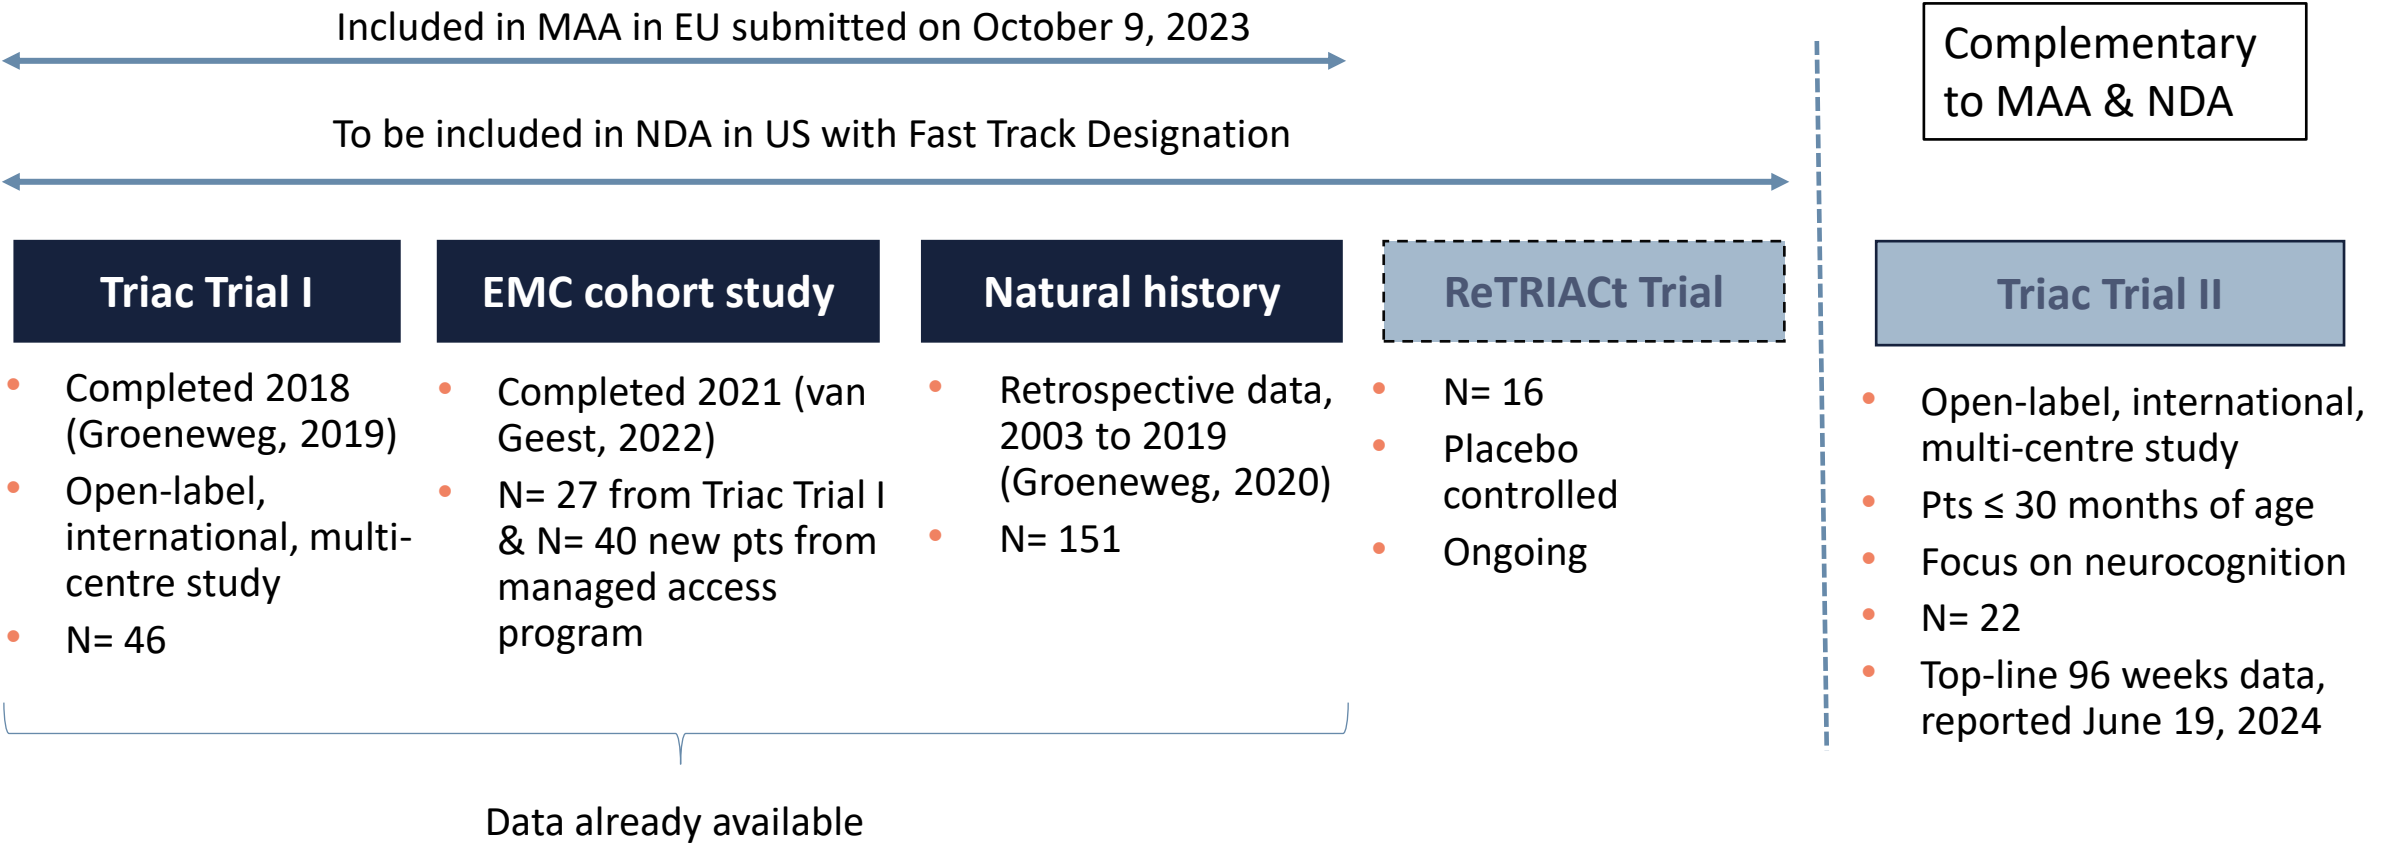 Included in MAA in EU submitted on October 9, 2023
To be included in NDA in US with Fast Track Designation
Complementary
to MAA & NDA
Triac Trial I
• Completed 2018
(Groeneweg, 2019)
• Open-label,
international, multi-
centre study
• N= 46
EMC cohort study
• Completed 2021 (van
Geest, 2022)
• N= 27 from Triac Trial I
& N= 40 new pts from
managed access
program
Natural history
• Retrospective data,
2003 to 2019
(Groeneweg, 2020)
• N= 151
ReTRIACt Trial
• N= 16
• Placebo
controlled
• Ongoing
Triac Trial II
• Open-label, international,
multi-centre study
• Pts ≤ 30 months of age
• Focus on neurocognition
• N= 22
• Top-line 96 weeks data,
reported June 19, 2024
Data already available